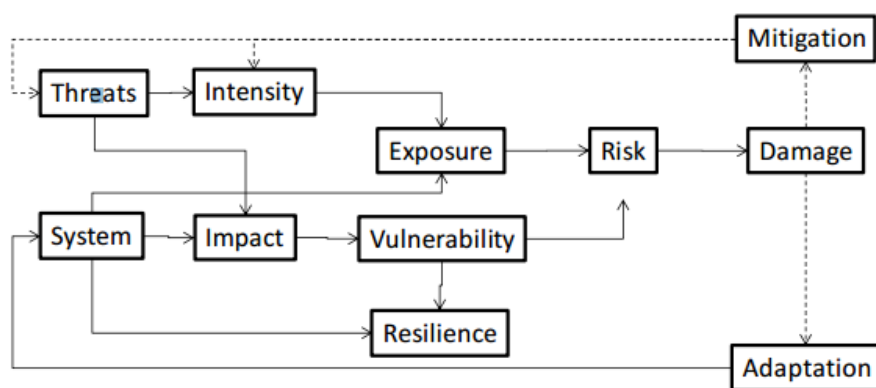 Mitigation
Threats
Intensity
Exposure
Risk
Damage
System
Impact
Vulnerability
Resilience
Adaptation